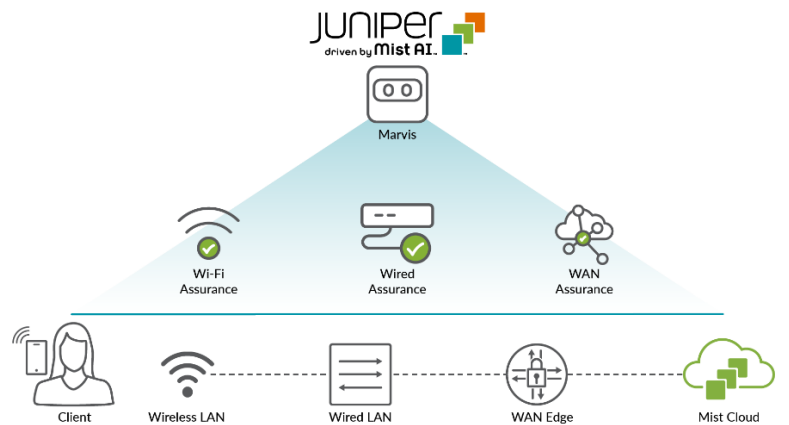 JUNIPEr
driven by Mist AI
Marvis
Wi-Fi
Assurance
Wired
Assurance
WAN
Assurance
Client
Wireless LAN
Wired LAN
WAN Edge
Mist Cloud